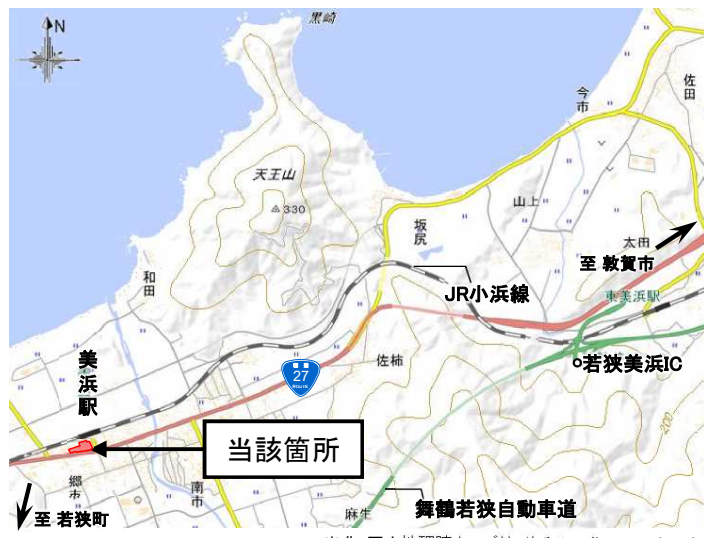 N
黒崎
佐田
今市
天王山
330
山上
坂尻
太田
至 敦賀市
和田
JR小浜線
東美浜駅
美浜駅
27
ROUTE
佐柿
若狭美浜IC
200
当該箇所
郷市
南市
麻生
舞鶴若狭自動車道
至 若狭町